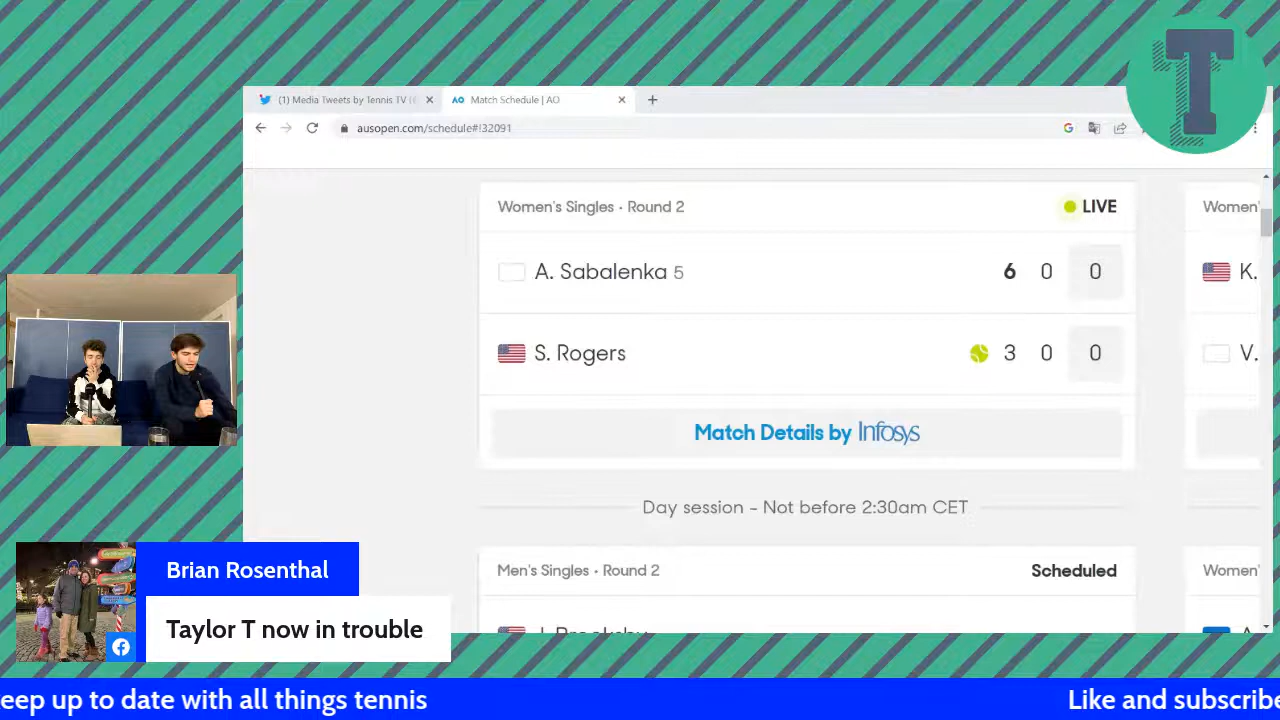 T
(1) Media Tweets by Tennis TV (
Match Schedule | AO
ausopen.com/schedule#!32091
Women's Singles · Round 2
LIVE
Women'
A. Sabalenka 5
6 0 0
K.
S. Rogers
3 0 0
V.
Match Details by Infosys
Day session - Not before 2:30am CET
Men's Singles · Round 2
Scheduled
Women'
Brian Rosenthal
Taylor T now in trouble
eep up to date with all things tennis
Like and subscribe